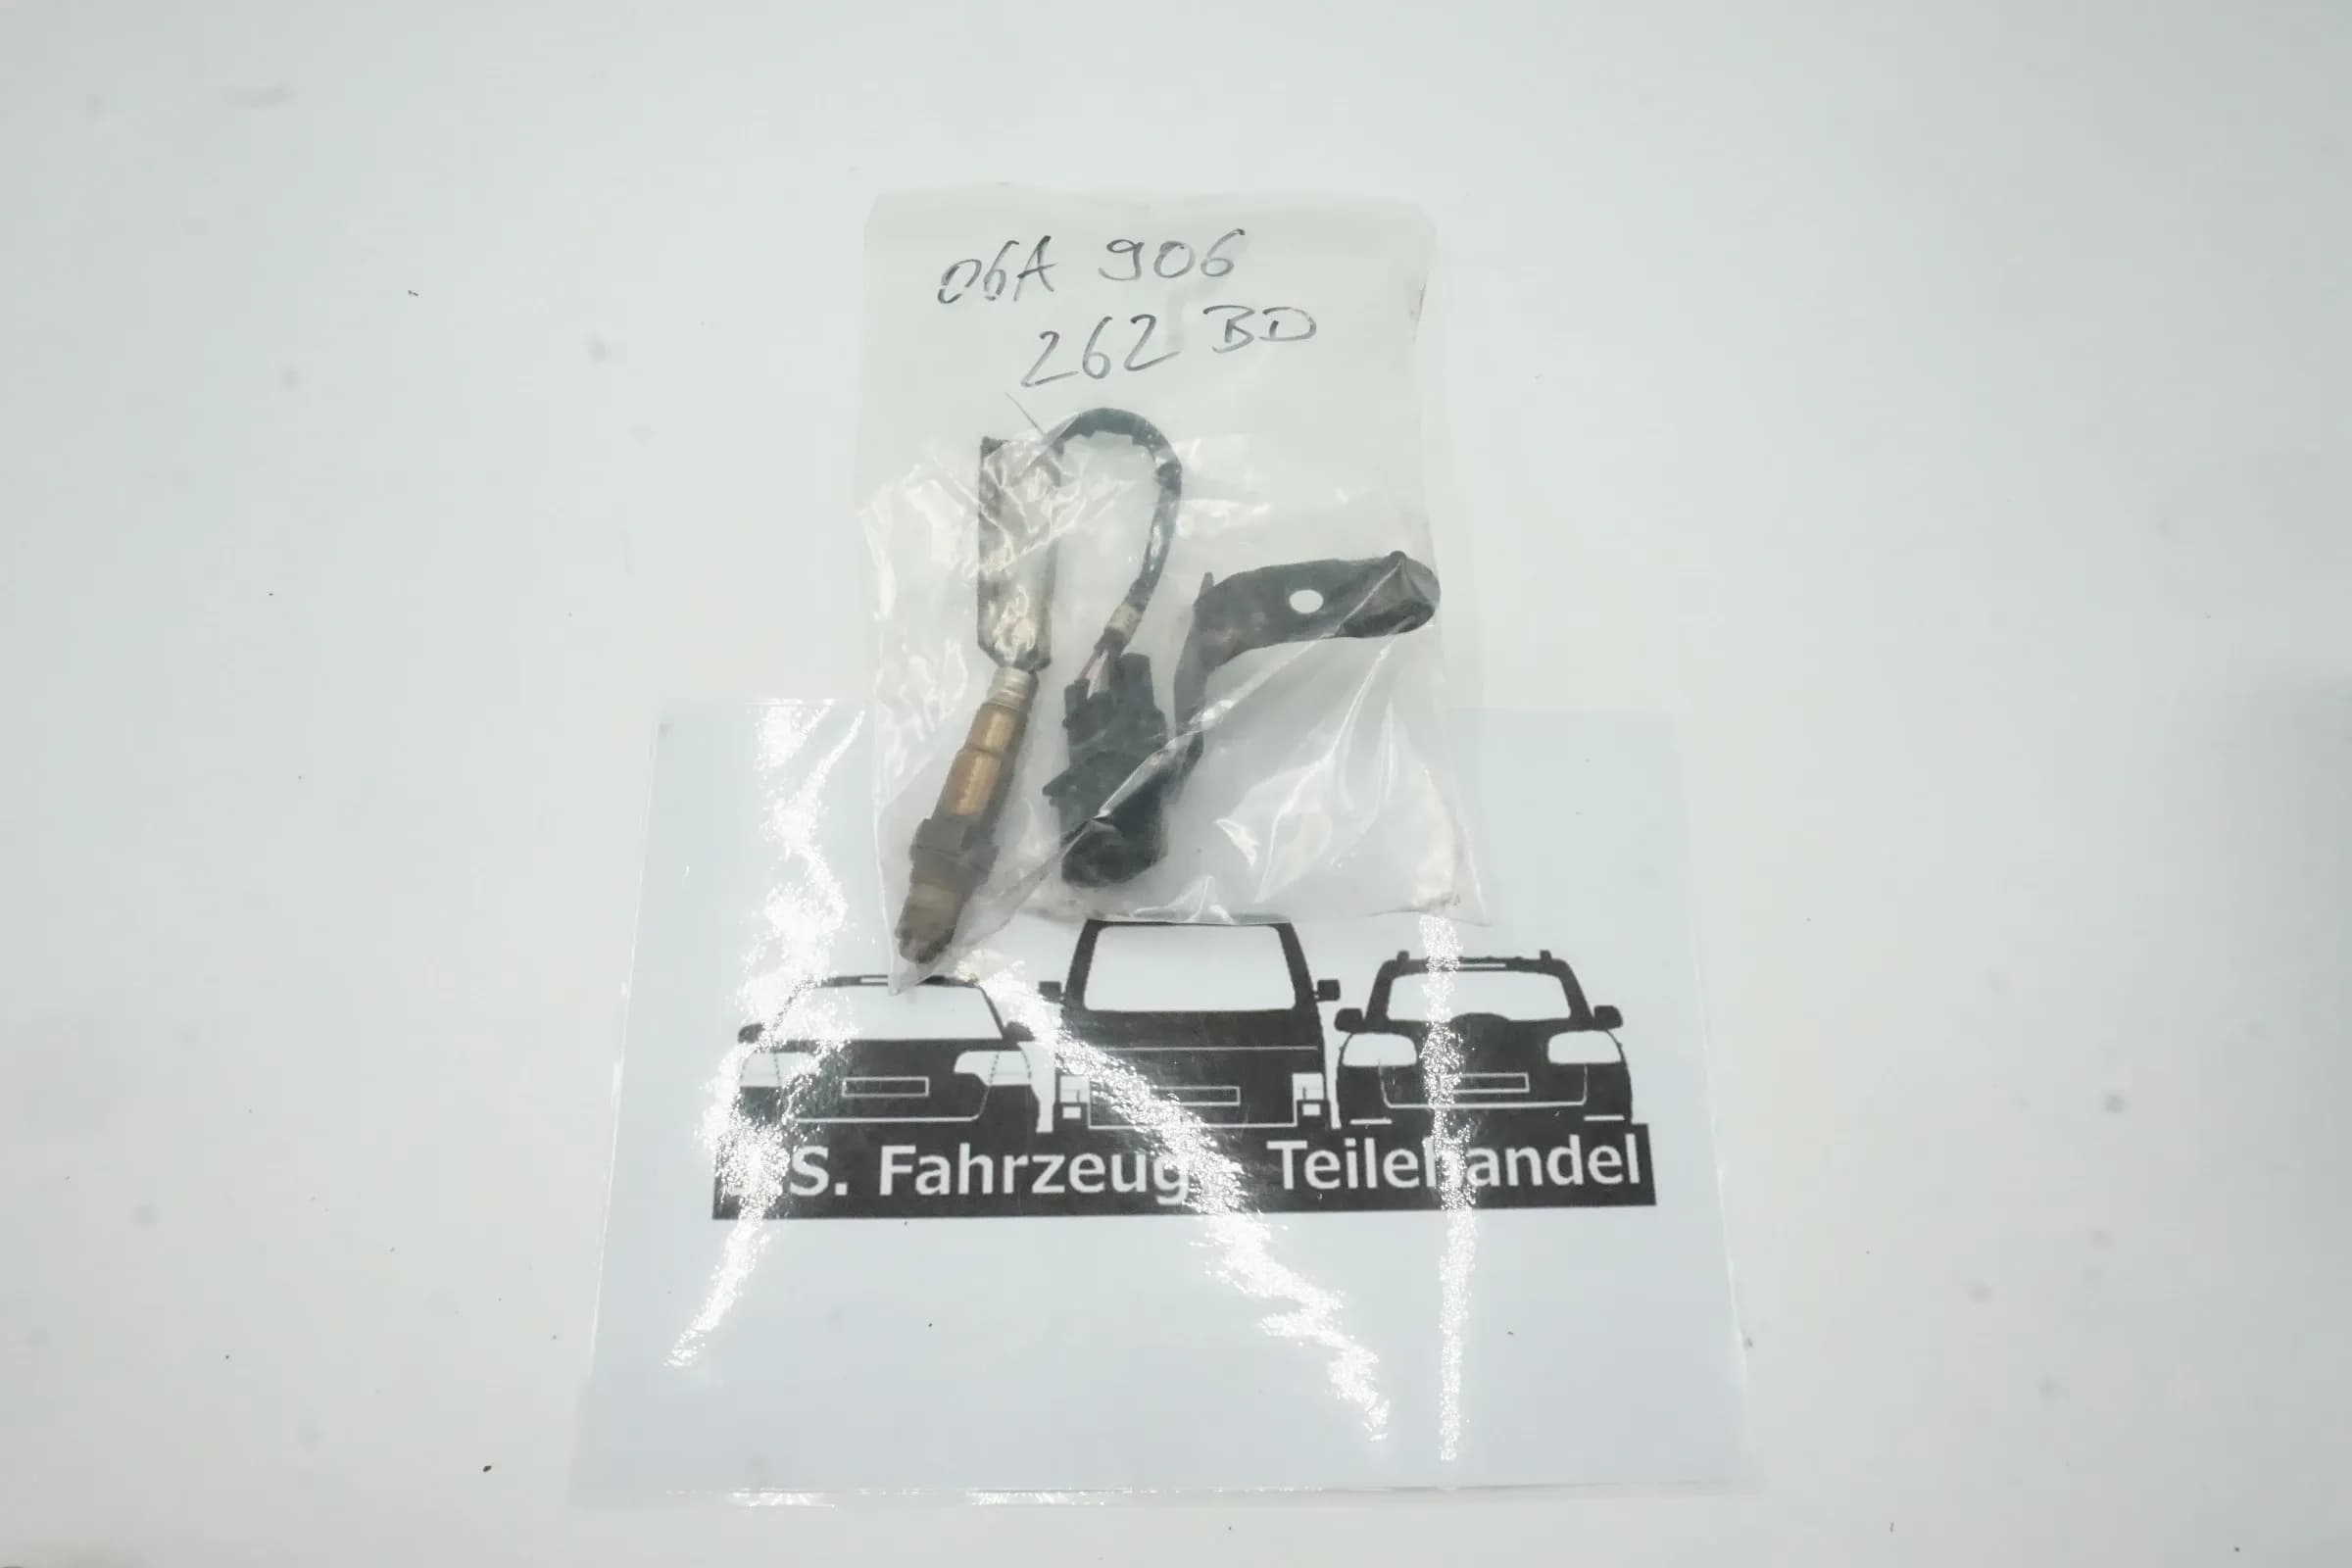 06A 906
262 BD
S. Fahrzeug - Teilehandel